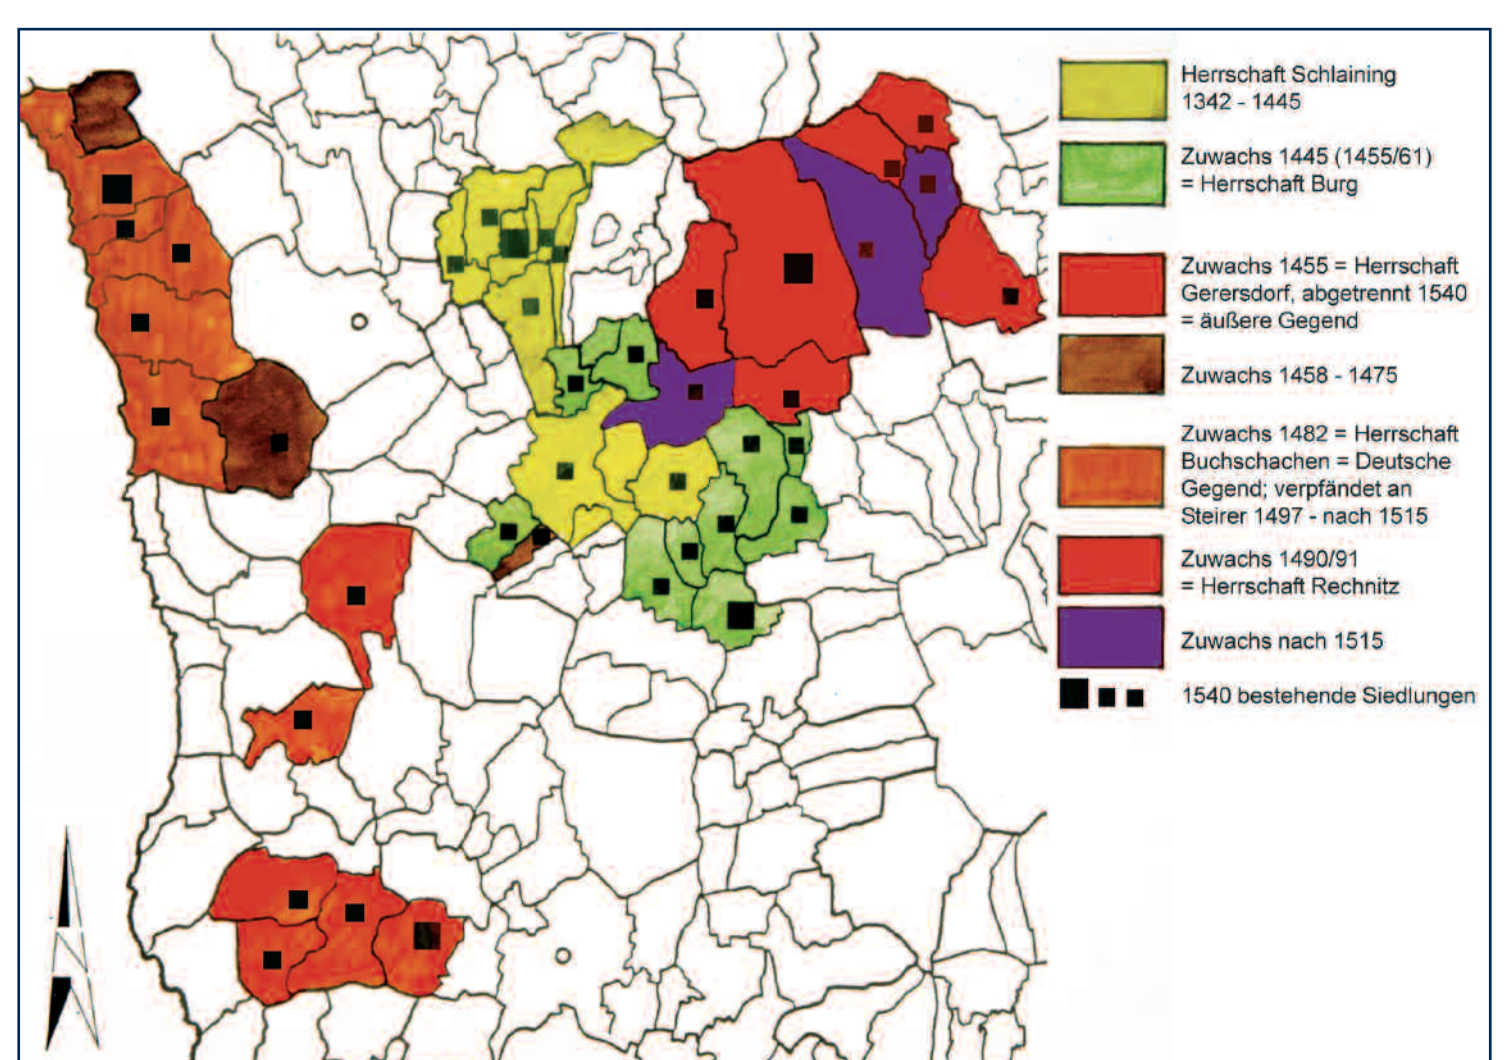 Herrschaft Schlaining
1342 - 1445
Zuwachs 1445 (1455/61)
= Herrschaft Burg
Zuwachs 1455 = Herrschaft
Gerersdorf, abgetrennt 1540
= äußere Gegend
Zuwachs 1458 - 1475
Zuwachs 1482 = Herrschaft
Buchschachen = Deutsche
Gegend; verpfändet an
Steirer 1497 - nach 1515
Zuwachs 1490/91
= Herrschaft Rechnitz
Zuwachs nach 1515
1540 bestehende Siedlungen
N